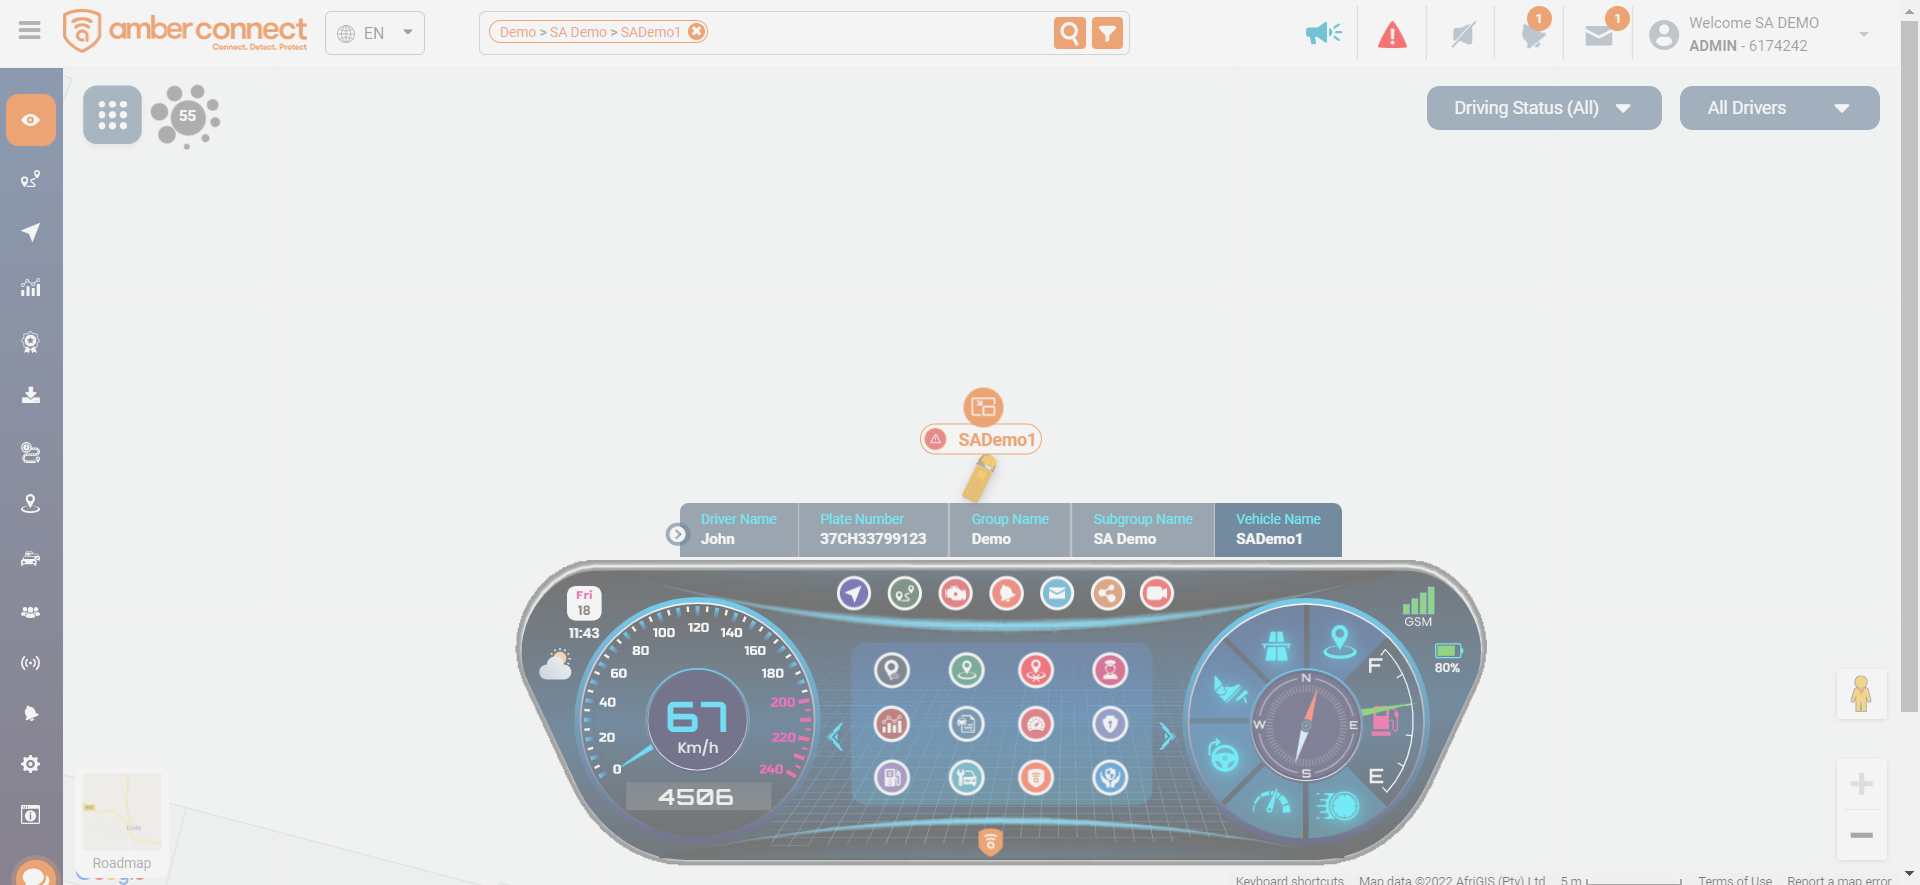 amber connect
Connect. Detect. Protect
EN
Demo > SA Demo > SADemo1
1
1
Welcome SA DEMO
ADMIN - 6174242
55
Driving Status (All)
All Drivers
SADemo1
Driver Name
John
Plate Number
37CH33799123
Group Name
Demo
Subgroup Name
SA Demo
Vehicle Name
SADemo1
Fri
18
11:43
0
20
40
60
80
100
120
140
160
180
200
220
240
67
Km/h
4506
N
E
S
W
F
E
GSM
80%
Roadmap
Google
Keyboard shortcuts
Map data ©2022 AfriGIS (Pty) Ltd
5 m
Terms of Use
Report a map error